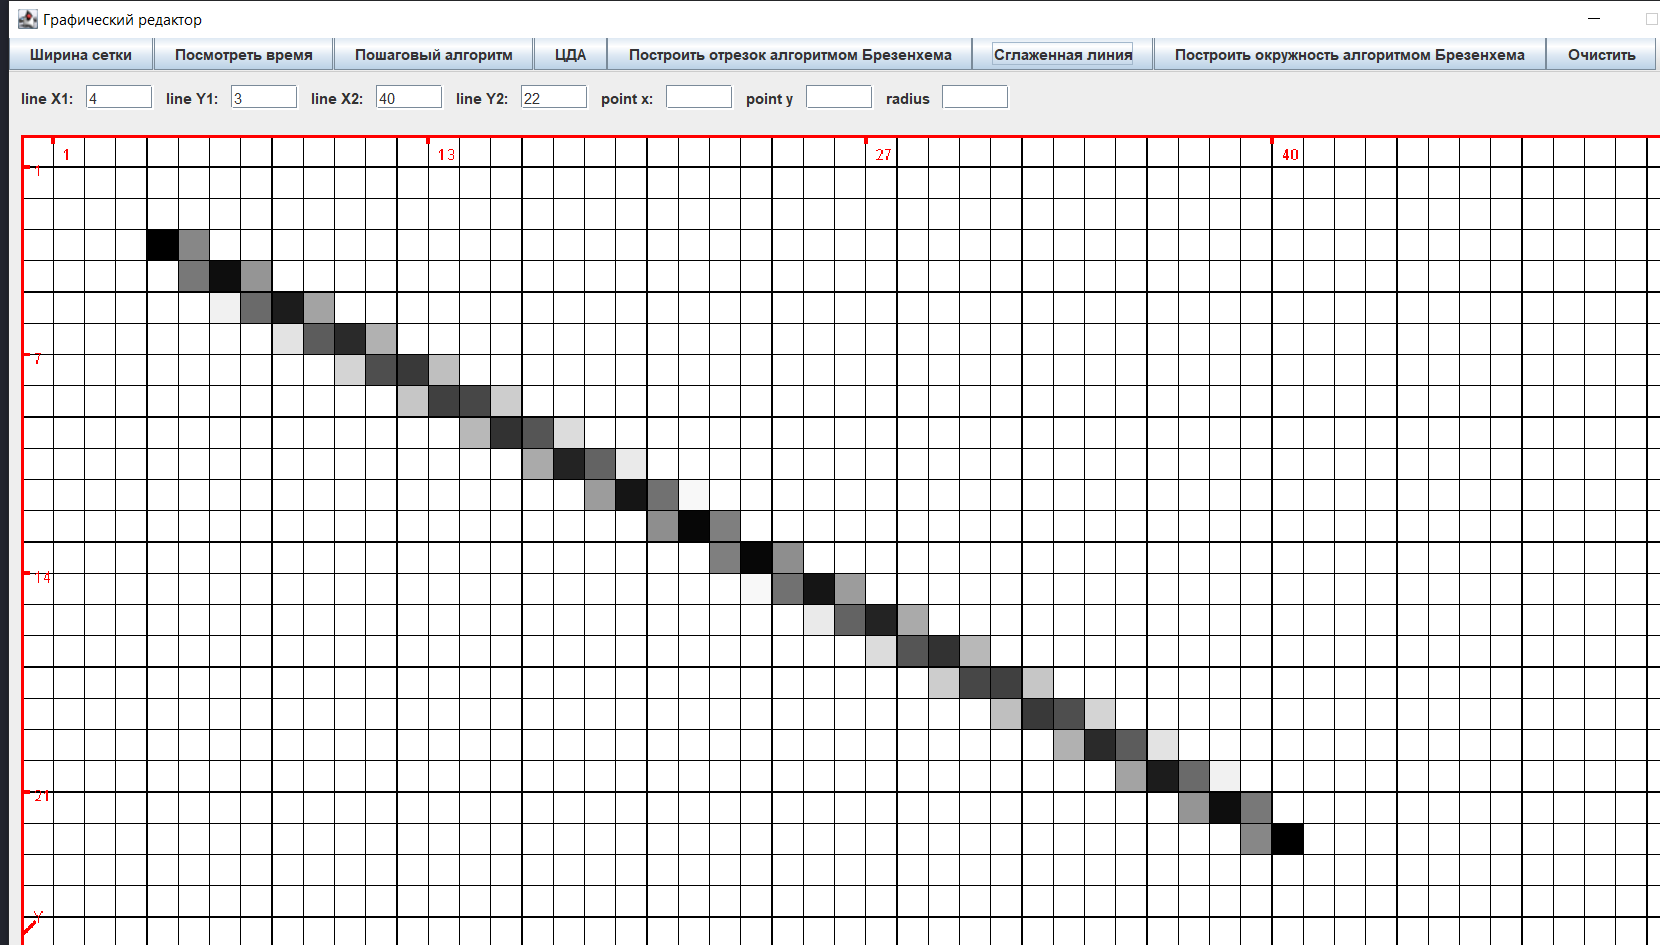 Графический редактор
Ширина сетки Посмотреть время Пошаговый алгоритм ЦДА Построить отрезок алгоритмом Брезенхема Сглаженная линия Построить окружность алгоритмом Брезенхема Очистить
line X1: 4 line Y1: 3 line X2: 40 line Y2: 22 point x: point y radius
1 13 27 40
1
7
14
21
Y